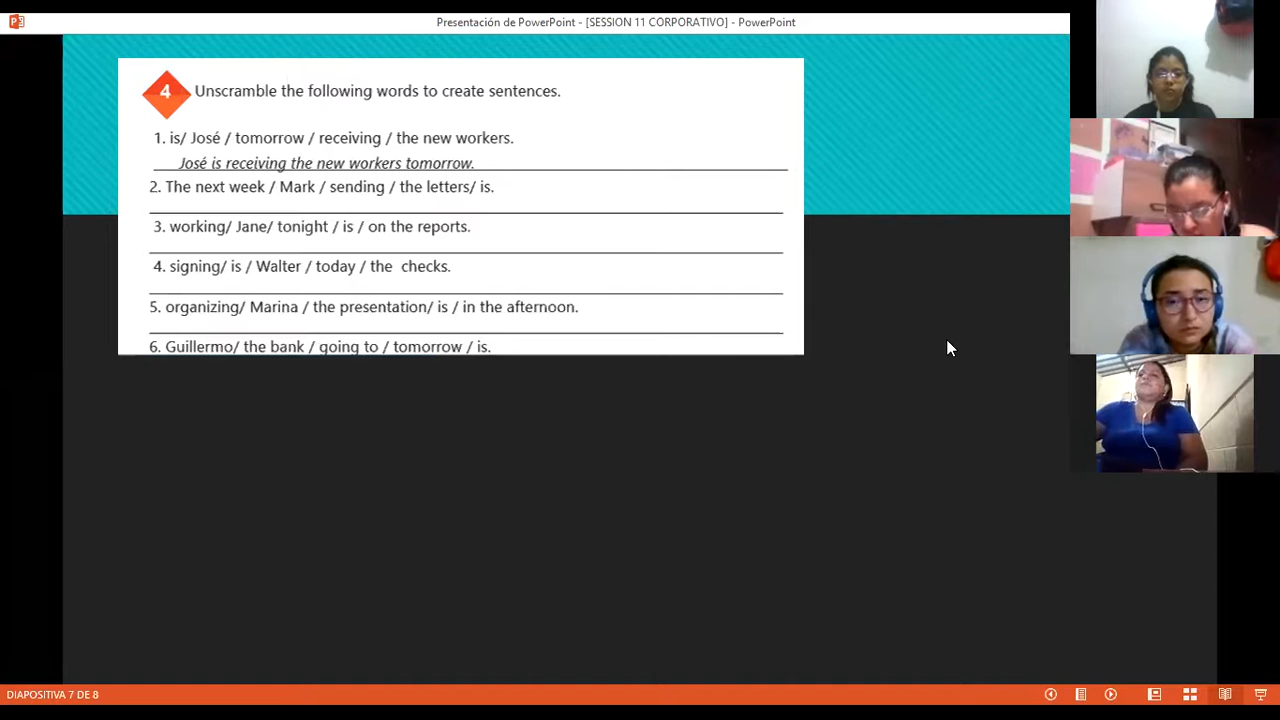 Presentación de PowerPoint - [SESSION 11 CORPORATIVO] - PowerPoint
4 Unscramble the following words to create sentences.
1. is/ José / tomorrow / receiving / the new workers.
José is receiving the new workers tomorrow.
2. The next week / Mark / sending / the letters/ is.
3. working/ Jane/ tonight / is / on the reports.
4. signing/ is / Walter / today / the checks.
5. organizing/ Marina / the presentation/ is / in the afternoon.
6. Guillermo/ the bank / going to / tomorrow / is.
DIAPOSITIVA 7 DE 8